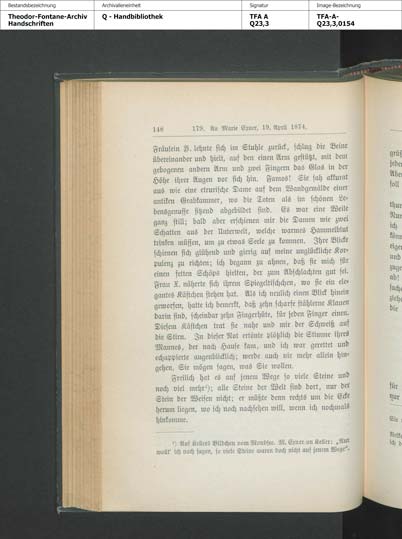 Bestandsbezeichnung Archivalieneinheit Signatur Image-Bezeichnung
Theodor-Fontane-Archiv Handschriften
Q - Handbibliothek
TFA A Q23,3
TFA-A-Q23,3,0154
148 179. An Marie Exner, 19. April 1874.
Fräulein B. lehnte sich im Stuhle zurück, schlug die Beine
übereinander und hielt, auf den einen Arm gestützt, mit dem
gebogenen andern Arm und zwei Fingern das Glas in der
Höhe ihrer Augen vor sich hin. Famos! Sie sah akkurat
aus wie eine etrurische Dame auf dem Wandgemälde einer
antiken Grabkammer, wo die Toten als im schönen Le-
bensgenusse sitzend abgebildet sind. Es war eine Weile
ganz still; bald aber erschienen mir die Damen wie zwei
Schatten aus der Unterwelt, welche warmes Hammelblut
trinken müssen, um zu etwas Seele zu kommen. Ihre Blicke
schienen sich glühend und gierig auf meine unglückliche Kor-
pulenz zu richten; ich begann zu ahnen, daß sie mich für
einen fetten Schöps hielten, der zum Abschlachten gut sei.
Frau X. näherte sich ihrem Spiegeltischchen, wo sie ein ele-
gantes Kästchen stehen hat. Als ich neulich einen Blick hinein
geworfen, hatte ich bemerkt, daß zehn scharfe stählerne Klauen
darin sind, scheinbar zehn Fingerhüte, für jeden Finger einen.
Diesem Kästchen trat sie nahe und mir der Schweiß auf
die Stirn. In dieser Not ertönte plötzlich die Stimme ihres
Mannes, der nach Hause kam, und ich war gerettet und
echappierte augenblicklich; werde auch nie mehr allein hin-
gehen, Sie mögen sagen, was Sie wollen.
Freilich hat es auf jenem Wege so viele Steine und
noch viel mehr¹); alle Steine der Welt sind dort, nur der
Stein der Weisen nicht; er müßte denn rechts um die Ecke
herum liegen, wo ich noch nachsehen will, wenn ich nochmals
hinkomme.
¹) Auf Kellers Bildchen vom Mondsee. M. Exner an Keller: „Nur
wollt' ich noch sagen, so viele Steine waren doch nicht auf jenem Wege".